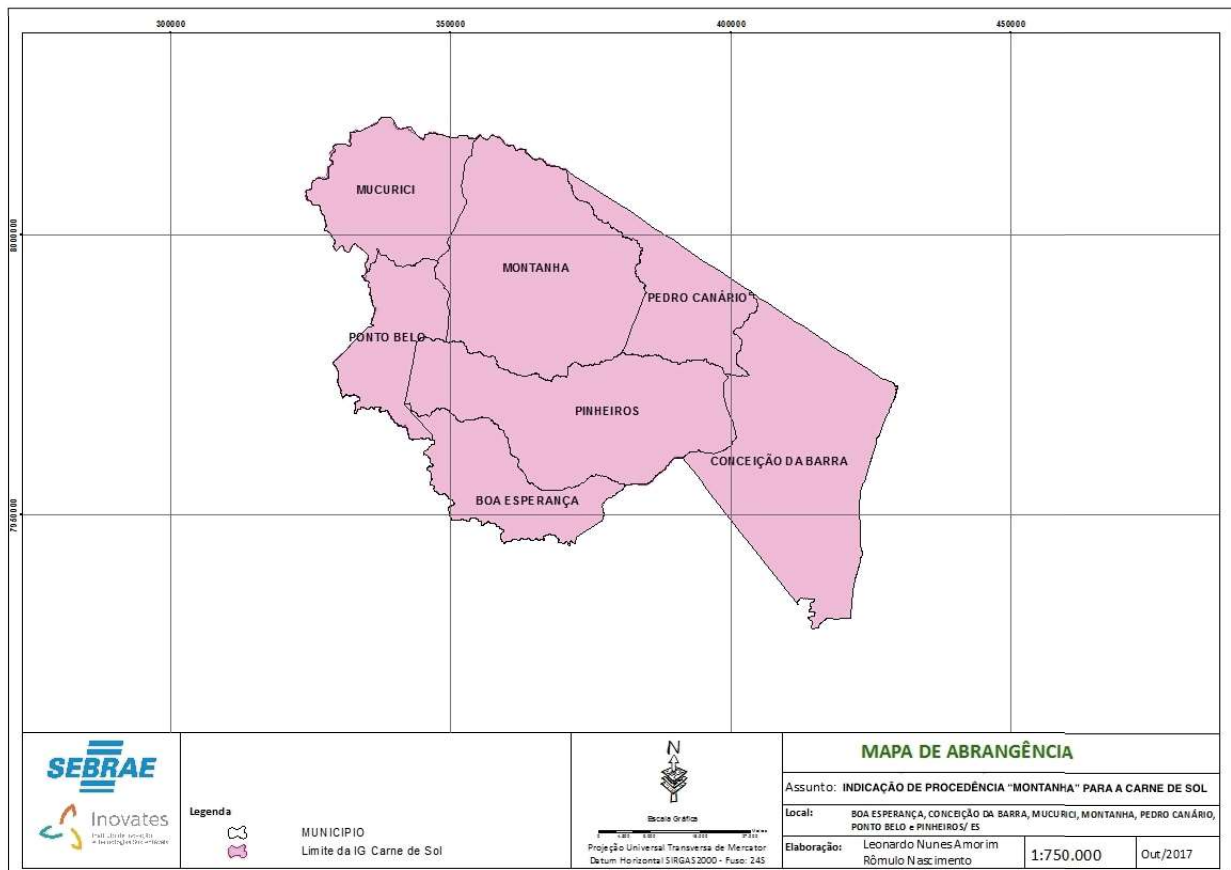 300000 350000 400000 450000
8000000
7950000
MUCURICI
MONTANHA
PEDRO CANÁRIO
PONTO BELO
PINHEIROS
CONCEIÇÃO DA BARRA
BOA ESPERANÇA
SEBRAE
Inovates
Legenda
MUNICIPIO
Limite da IG Carne de Sol
N
Escala Gráfica
Projeção Universal Transversa de Mercator
Datum Horizontal SIRGAS2000 - Fuso: 24S
MAPA DE ABRANGÊNCIA
Assunto: INDICAÇÃO DE PROCEDÊNCIA "MONTANHA" PARA A CARNE DE SOL
Local: BOA ESPERANÇA, CONCEIÇÃO DA BARRA, MUCURICI, MONTANHA, PEDRO CANÁRIO,
PONTO BELO e PINHEIROS/ ES
Elaboração: Leonardo Nunes Amorim
Rômulo Nascimento
1:750.000
Out/2017